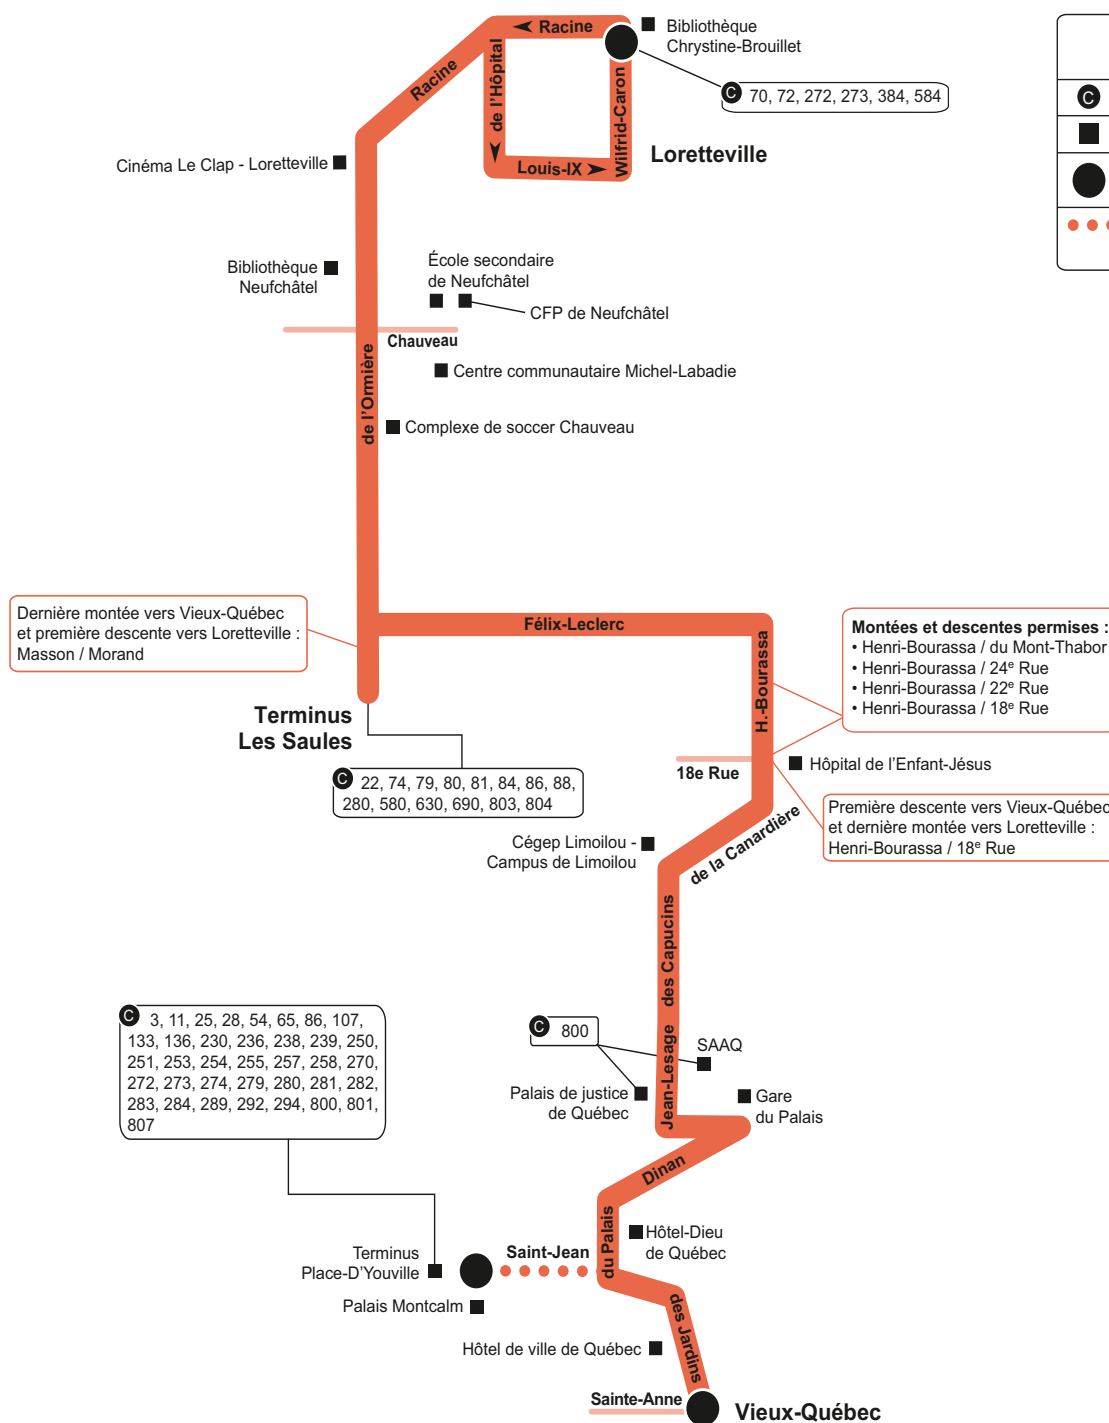 Racine
Bibliothèque
Chrystine-Brouillet
Racine
de l'Hôpital
Wilfrid-Caron
C 70, 72, 272, 273, 384, 584
C
Louis-IX
Loretteville
Cinéma Le Clap - Loretteville
École secondaire
de Neufchâtel
Bibliothèque
Neufchâtel
CFP de Neufchâtel
Chauveau
Centre communautaire Michel-Labadie
de l'Ormière
Complexe de soccer Chauveau
Dernière montée vers Vieux-Québec
et première descente vers Loretteville :
Masson / Morand
Félix-Leclerc
H.-Bourassa
Montées et descentes permises :
• Henri-Bourassa / du Mont-Thabor
• Henri-Bourassa / 24e Rue
• Henri-Bourassa / 22e Rue
• Henri-Bourassa / 18e Rue
Terminus
Les Saules
18e Rue
Hôpital de l'Enfant-Jésus
C 22, 74, 79, 80, 81, 84, 86, 88,
280, 580, 630, 690, 803, 804
Première descente vers Vieux-Québec
et dernière montée vers Loretteville :
Henri-Bourassa / 18e Rue
Cégep Limoilou -
Campus de Limoilou
de la Canardière
des Capucins
C 3, 11, 25, 28, 54, 65, 86, 107,
133, 136, 230, 236, 238, 239, 250,
251, 253, 254, 255, 257, 258, 270,
272, 273, 274, 279, 280, 281, 282,
283, 284, 289, 292, 294, 800, 801,
807
C 800
SAAQ
Jean-Lesage
Palais de justice
de Québec
Gare
du Palais
Dinan
du Palais
Hôtel-Dieu
de Québec
Saint-Jean
Terminus
Place-D'Youville
Palais Montcalm
des Jardins
Hôtel de ville de Québec
Sainte-Anne
Vieux-Québec